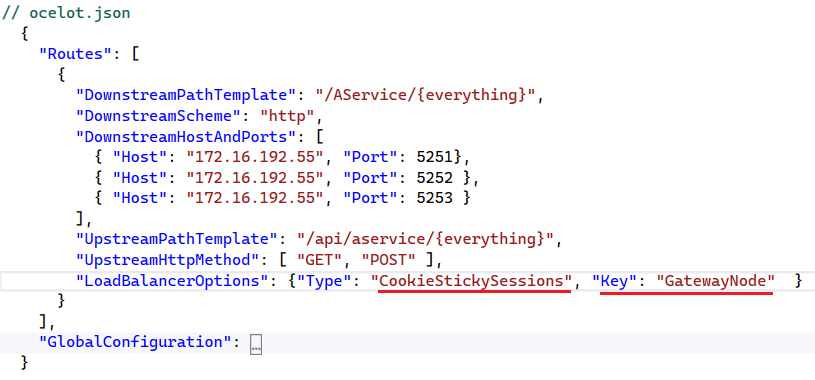 // ocelot.json
{
"Routes": [
{
"DownstreamPathTemplate": "/AService/{everything}",
"DownstreamScheme": "http",
"DownstreamHostAndPorts": [
{ "Host": "172.16.192.55", "Port": 5251},
{ "Host": "172.16.192.55", "Port": 5252 },
{ "Host": "172.16.192.55", "Port": 5253 }
],
"UpstreamPathTemplate": "/api/aservice/{everything}",
"UpstreamHttpMethod": [ "GET", "POST" ],
"LoadBalancerOptions": {"Type": "CookieStickySessions", "Key": "GatewayNode"  }
}
],
"GlobalConfiguration": ...
}